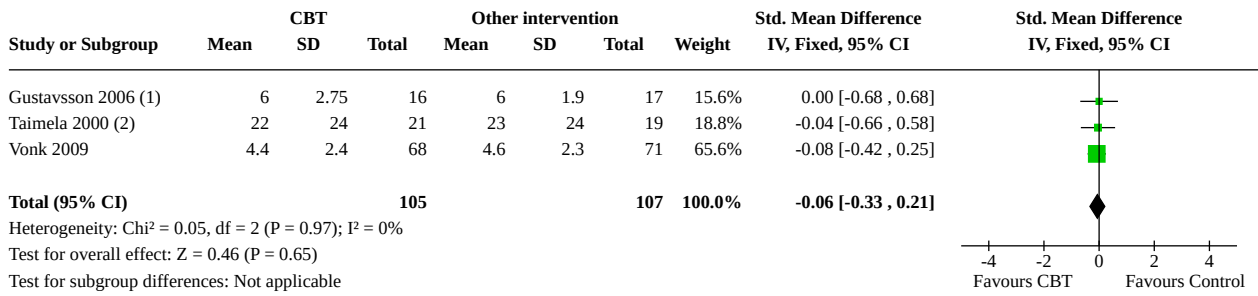 CBT Other intervention Std. Mean Difference Std. Mean Difference
Study or Subgroup Mean SD Total Mean SD Total Weight IV, Fixed, 95% CI IV, Fixed, 95% CI
Gustavsson 2006 (1) 6 2.75 16 6 1.9 17 15.6% 0.00 [-0.68 , 0.68]
Taimela 2000 (2) 22 24 21 23 24 19 18.8% -0.04 [-0.66 , 0.58]
Vonk 2009 4.4 2.4 68 4.6 2.3 71 65.6% -0.08 [-0.42 , 0.25]
Total (95% CI) 105 107 100.0% -0.06 [-0.33 , 0.21]
Heterogeneity: Chi² = 0.05, df = 2 (P = 0.97); I² = 0%
Test for overall effect: Z = 0.46 (P = 0.65)
-4 -2 0 2 4
Test for subgroup differences: Not applicable
Favours CBT Favours Control